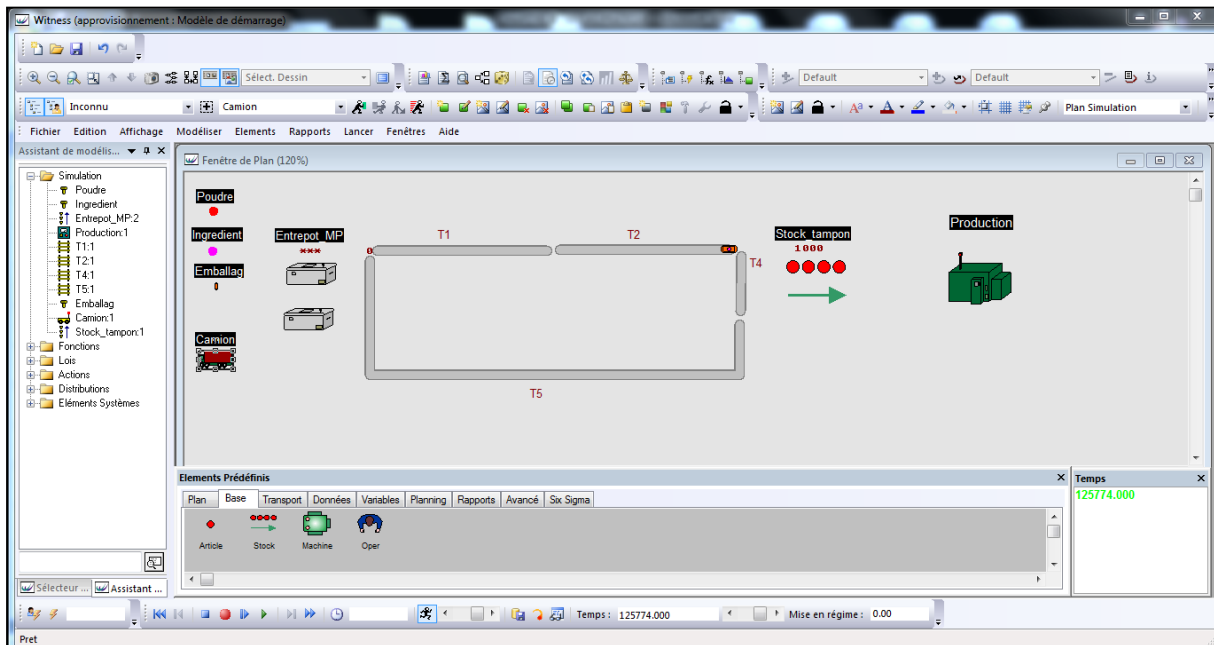 Witness (approvisionnement : Modèle de démarrage)
Sélect. Dessin Default Default
Inconnu Camion Plan Simulation
Fichier Edition Affichage Modéliser Elements Rapports Lancer Fenêtres Aide
Assistant de modélis...
Simulation
Poudre
Ingredient
Entrepot_MP:2
Production:1
T1:1
T2:1
T4:1
T5:1
Emballag
Camion:1
Stock_tampon:1
Fonctions
Lois
Actions
Distributions
Eléments Systèmes
Sélecteur ... Assistant ...
Fenêtre de Plan (120%)
Poudre
Ingredient
Emballag
0
Camion
Entrepot_MP
***
0
T1
T2
T4
T5
Stock_tampon
1000
Production
Elements Prédéfinis
Plan Base Transport Données Variables Planning Rapports Avancé Six Sigma
Article Stock Machine Oper
Temps
125774.000
Temps : 125774.000 Mise en régime : 0.00
Pret